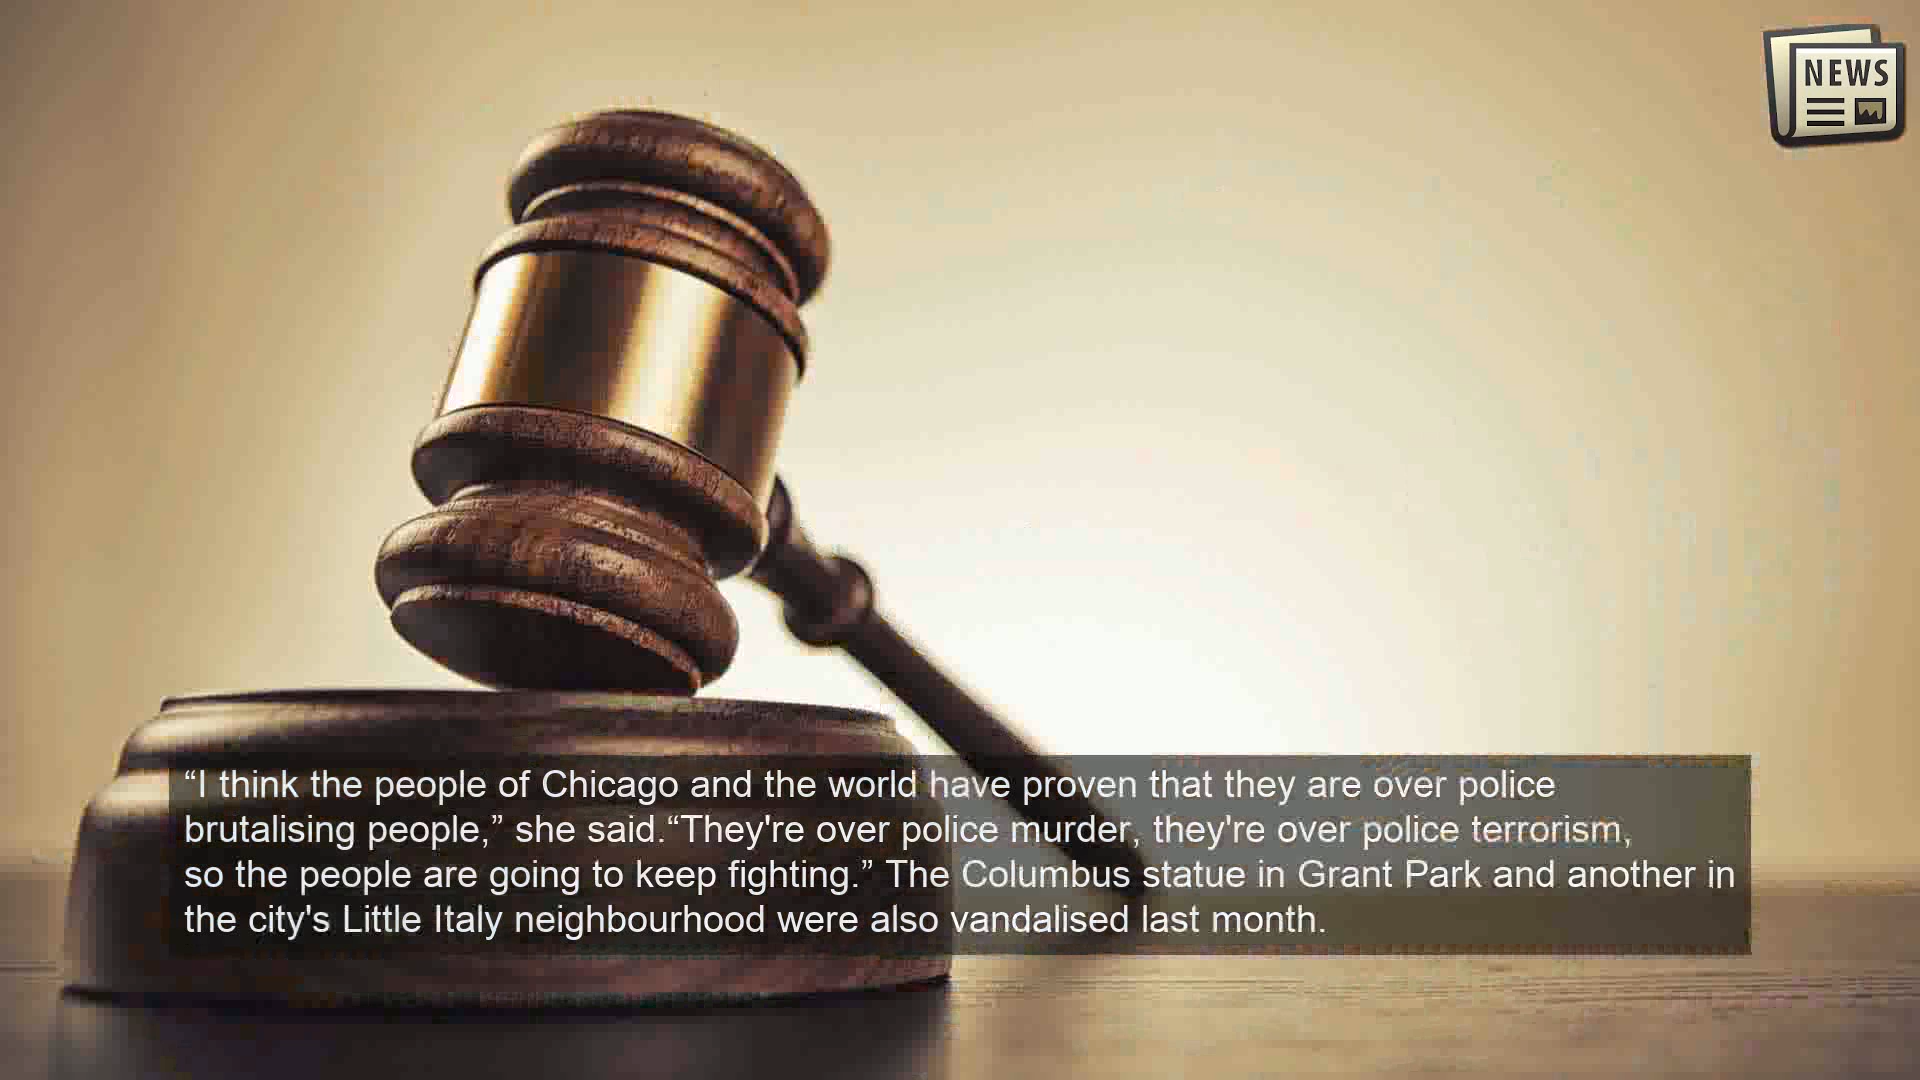 NEWS
“I think the people of Chicago and the world have proven that they are over police
brutalising people,” she said.“They're over police murder, they're over police terrorism,
so the people are going to keep fighting.” The Columbus statue in Grant Park and another in
the city's Little Italy neighbourhood were also vandalised last month.